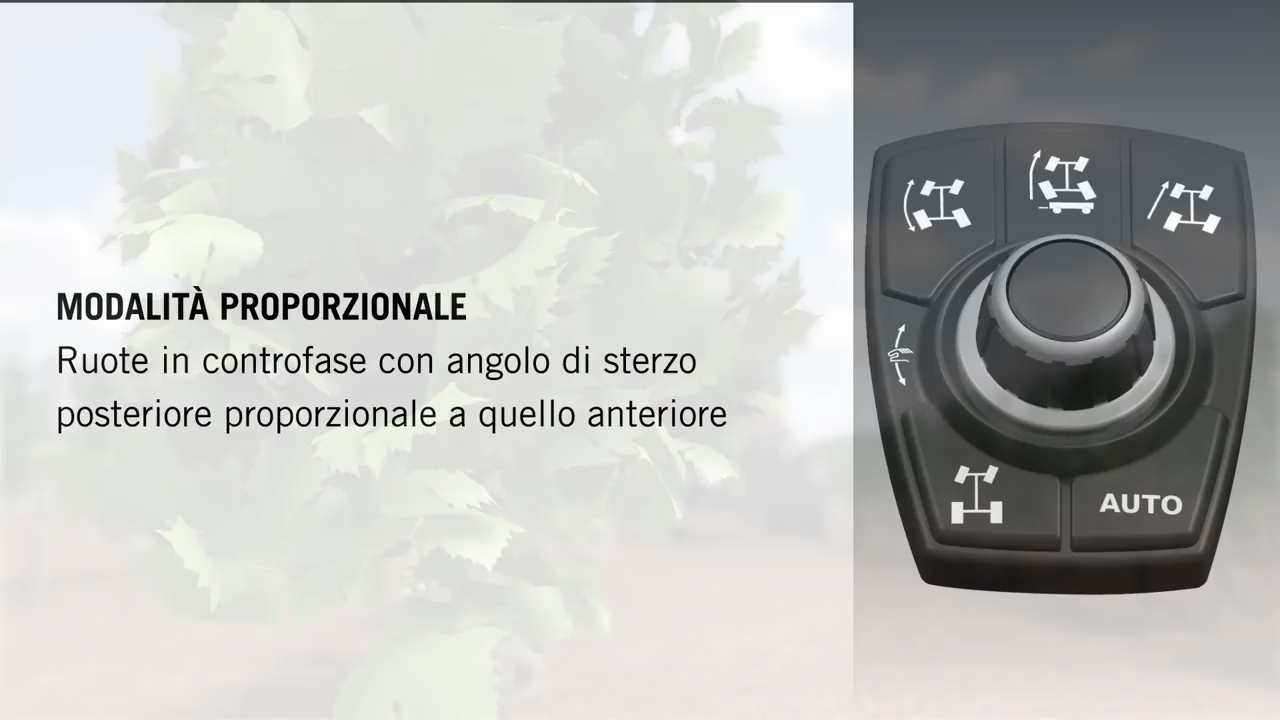 MODALITÀ PROPORZIONALE
Ruote in controfase con angolo di sterzo
posteriore proporzionale a quello anteriore
AUTO